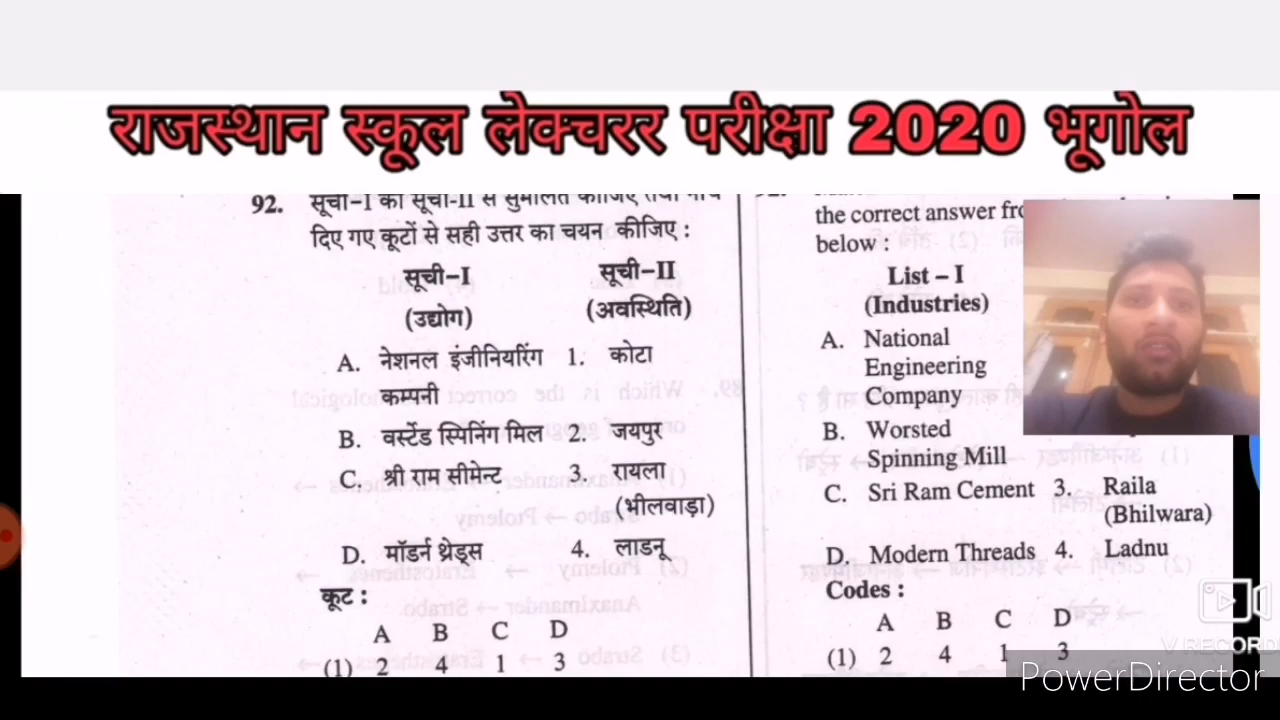 राजस्थान स्कूल लेक्चरर परीक्षा 2020 भूगोल
92. सूची-I को सूची-II से सुमेलित कीजिए तथा नीचे
दिए गए कूटों से सही उत्तर का चयन कीजिए :
सूची-I सूची-II
(उद्योग) (अवस्थिति)
A. नेशनल इंजीनियरिंग 1. कोटा
कम्पनी
B. वर्स्टेड स्पिनिंग मिल 2. जयपुर
C. श्री राम सीमेन्ट 3. रायला
(भीलवाड़ा)
D. मॉडर्न थ्रेड्स 4. लाडनू
कूट :
A B C D
(1) 2 4 1 3
the correct answer
below :
List – I
(Industries)
A. National
Engineering
Company
B. Worsted
Spinning Mill
C. Sri Ram Cement 3. Raila
(Bhilwara)
D. Modern Threads 4. Ladnu
Codes :
A B C D
(1) 2 4 1 3
V RECORD
PowerDirector